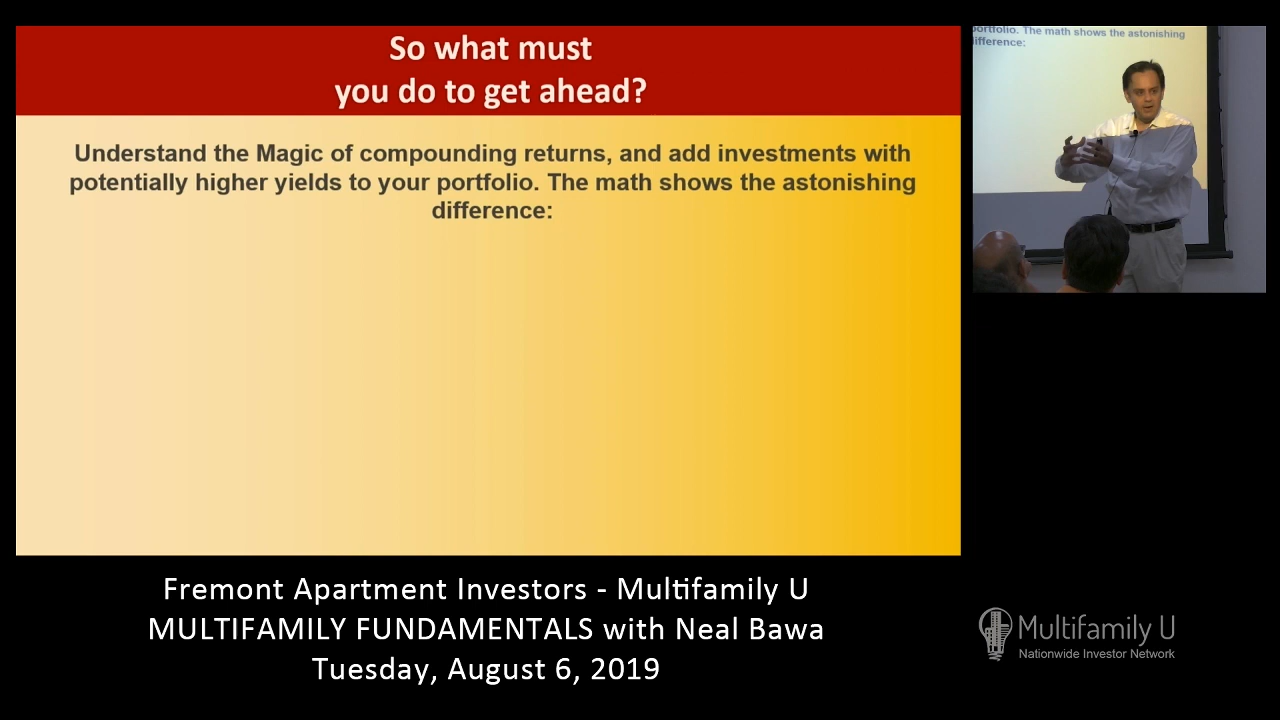 So what must
you do to get ahead?
Understand the Magic of compounding returns, and add investments with
potentially higher yields to your portfolio. The math shows the astonishing
difference:
portfolio. The math shows the astonishing
difference:
Fremont Apartment Investors - Multifamily U
MULTIFAMILY FUNDAMENTALS with Neal Bawa
Tuesday, August 6, 2019
Multifamily U
Nationwide Investor Network